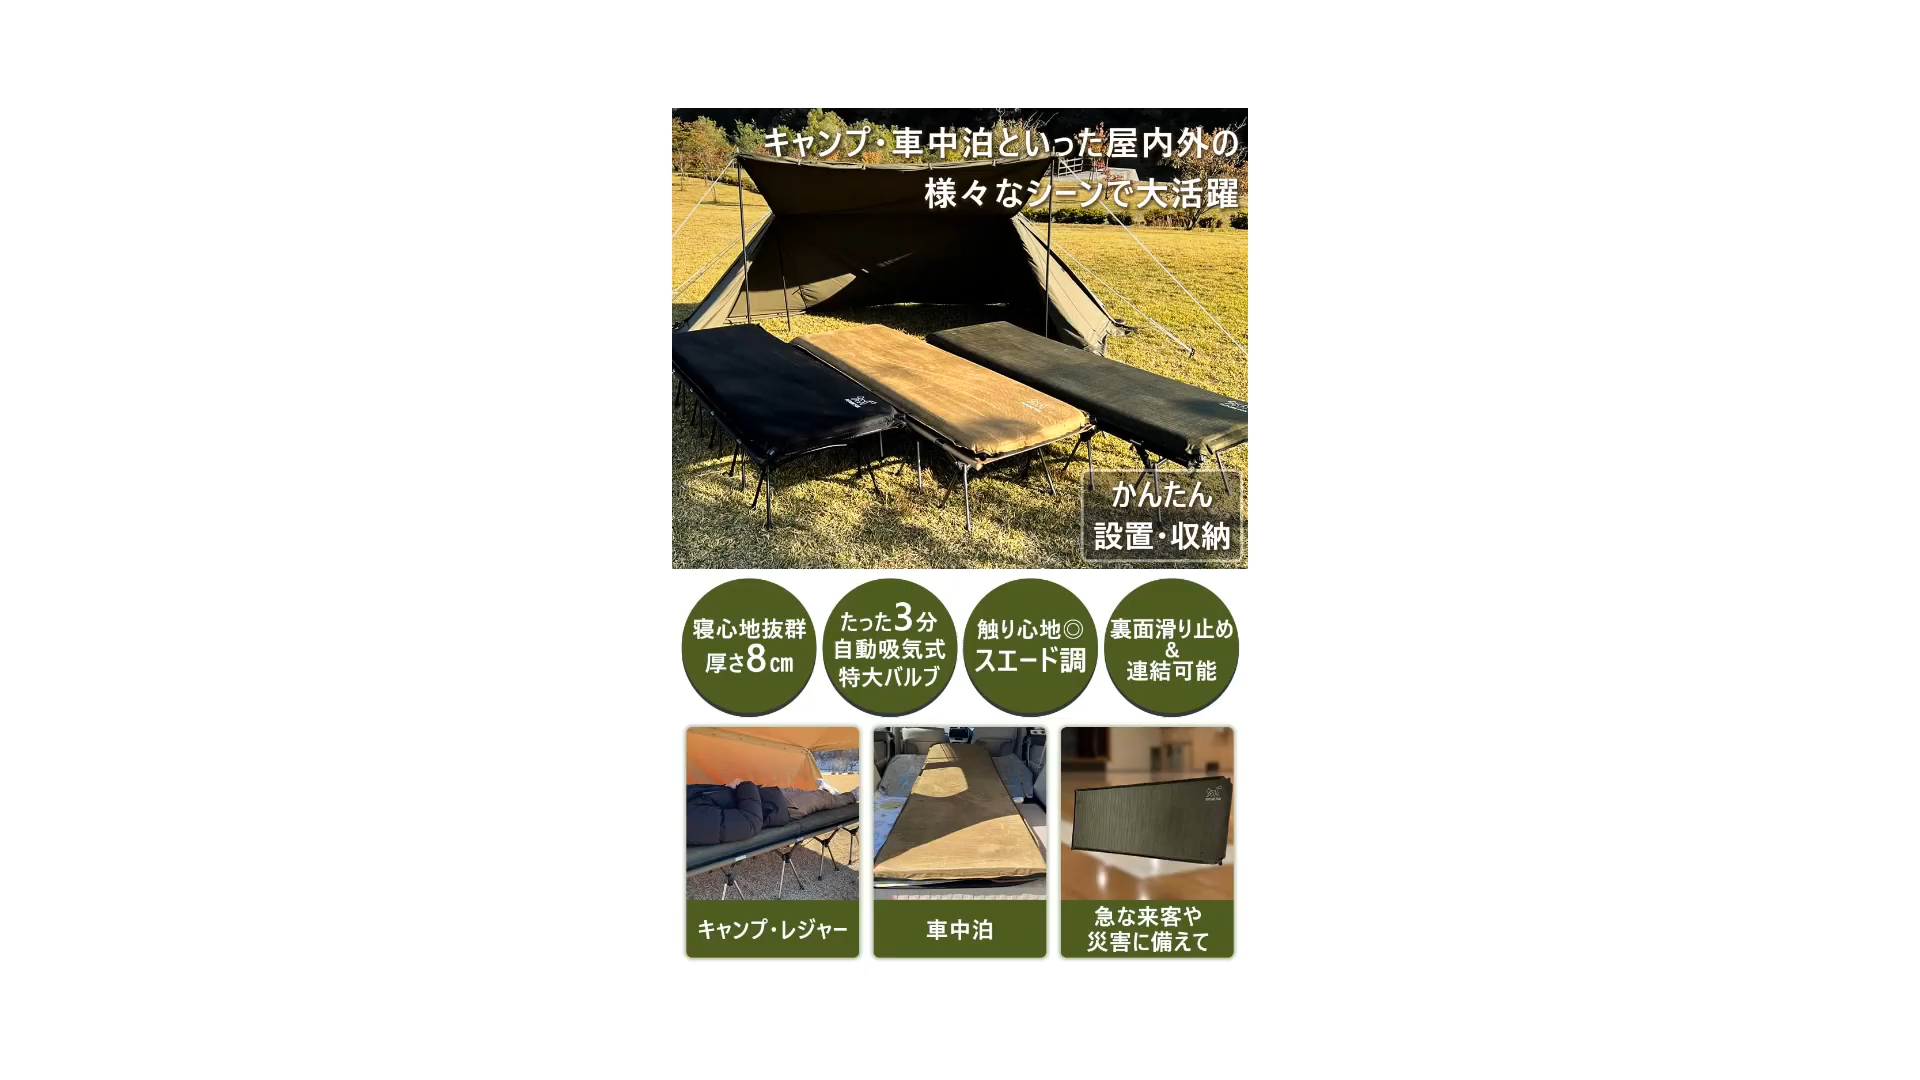 キャンプ・車中泊といった屋内外の
様々なシーンで大活躍
かんたん
設置・収納
寝心地抜群
厚さ8㎝
たった3分
自動吸気式
特大バルブ
触り心地◎
スエード調
裏面滑り止め
&
連結可能
キャンプ・レジャー
車中泊
急な来客や
災害に備えて